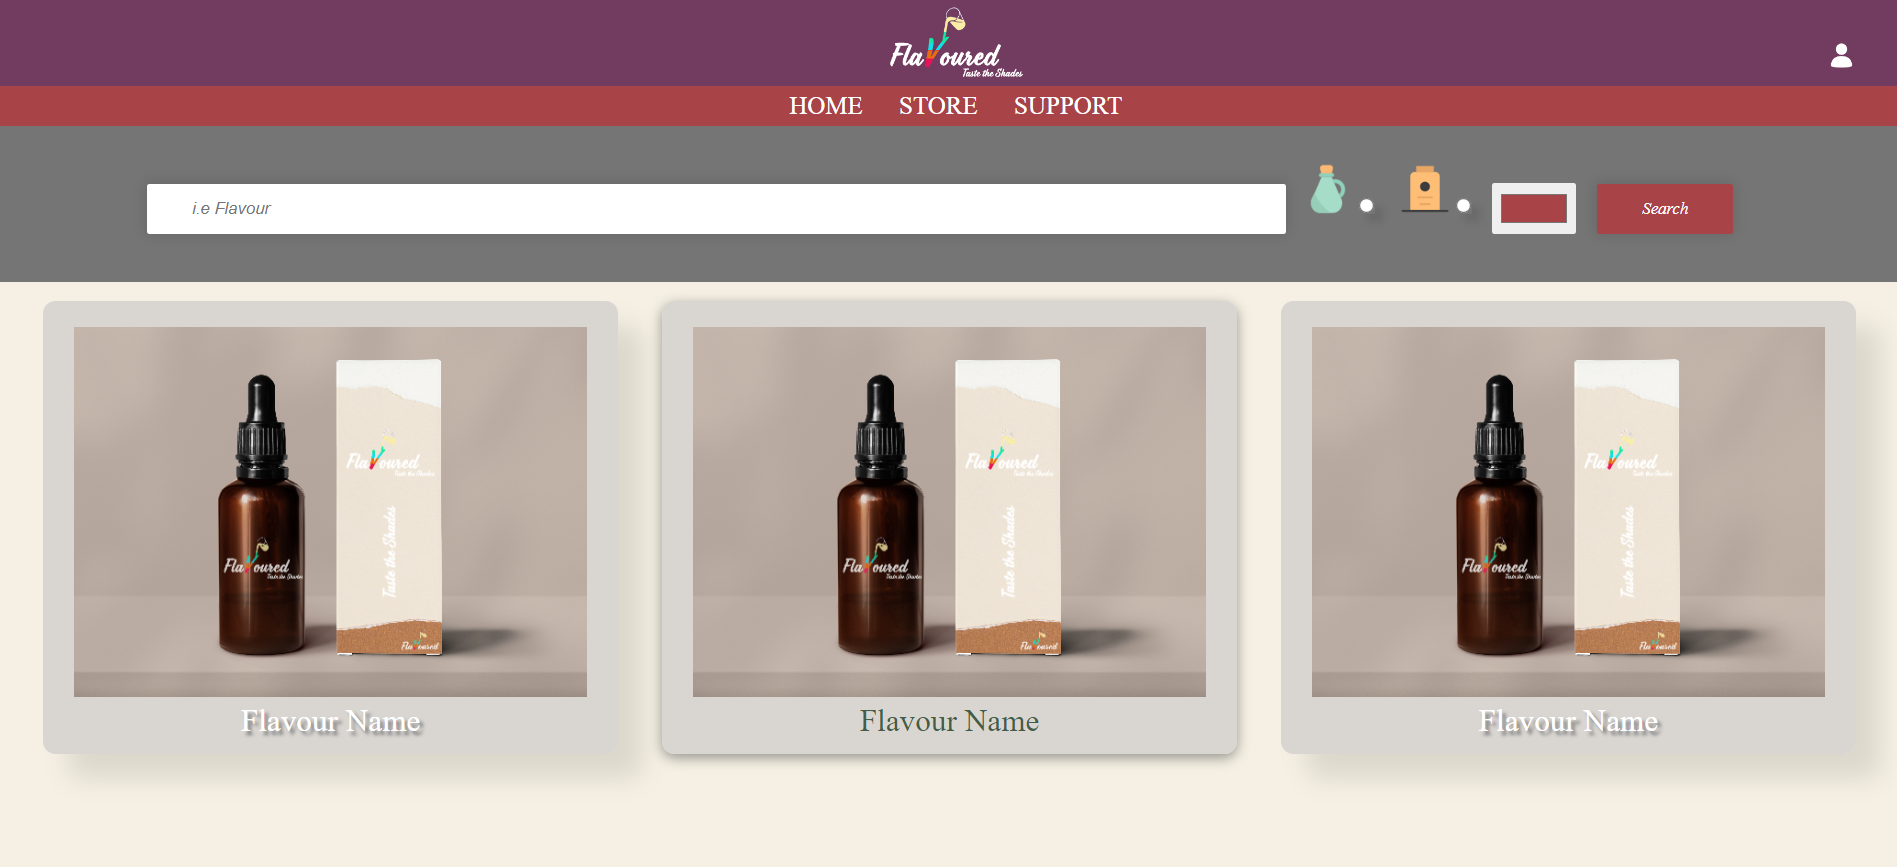 Flavoured
Taste the Shades
HOME STORE SUPPORT
i.e Flavour
Search
Flavoured
Taste the Shades
Taste the Shades
Flavoured
Taste the Shades
Flavoured
Flavour Name
Flavoured
Taste the Shades
Taste the Shades
Flavoured
Taste the Shades
Flavoured
Flavour Name
Flavoured
Taste the Shades
Taste the Shades
Flavoured
Taste the Shades
Flavoured
Flavour Name